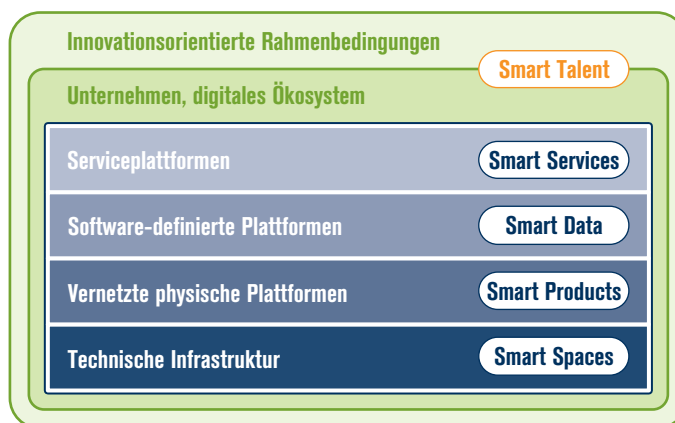 Innovationsorientierte Rahmenbedingungen
Smart Talent
Unternehmen, digitales Ökosystem
Serviceplattformen
Smart Services
Software-definierte Plattformen
Smart Data
Vernetzte physische Plattformen
Smart Products
Technische Infrastruktur
Smart Spaces